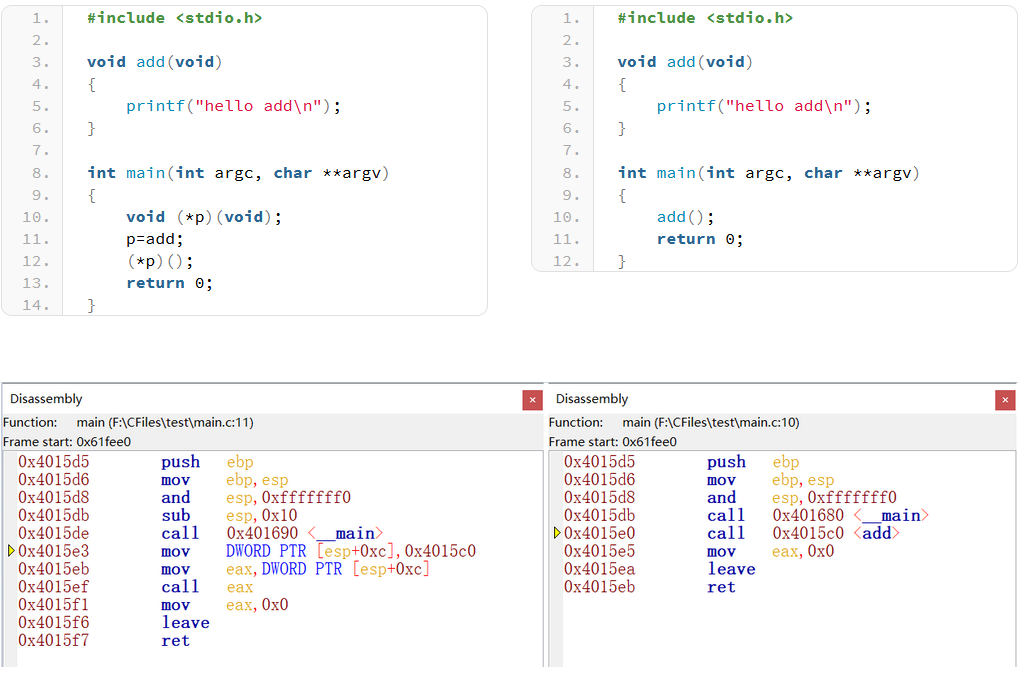 1. #include <stdio.h>
2.
3. void add(void)
4. {
5.     printf("hello add\n");
6. }
7.
8. int main(int argc, char **argv)
9. {
10.     void (*p)(void);
11.     p=add;
12.     (*p)();
13.     return 0;
14. }
1. #include <stdio.h>
2.
3. void add(void)
4. {
5.     printf("hello add\n");
6. }
7.
8. int main(int argc, char **argv)
9. {
10.     add();
11.     return 0;
12. }
Disassembly
Function: main (F:\CFiles\test\main.c:11)
Frame start: 0x61fee0
0x4015d5 push ebp
0x4015d6 mov ebp,esp
0x4015d8 and esp,0xfffffff0
0x4015db sub esp,0x10
0x4015de call 0x401690 <__main>
0x4015e3 mov DWORD PTR [esp+0xc],0x4015c0
0x4015eb mov eax,DWORD PTR [esp+0xc]
0x4015ef call eax
0x4015f1 mov eax,0x0
0x4015f6 leave
0x4015f7 ret
Disassembly
Function: main (F:\CFiles\test\main.c:10)
Frame start: 0x61fee0
0x4015d5 push ebp
0x4015d6 mov ebp,esp
0x4015d8 and esp,0xfffffff0
0x4015db call 0x401680 <__main>
0x4015e0 call 0x4015c0 <add>
0x4015e5 mov eax,0x0
0x4015ea leave
0x4015eb ret